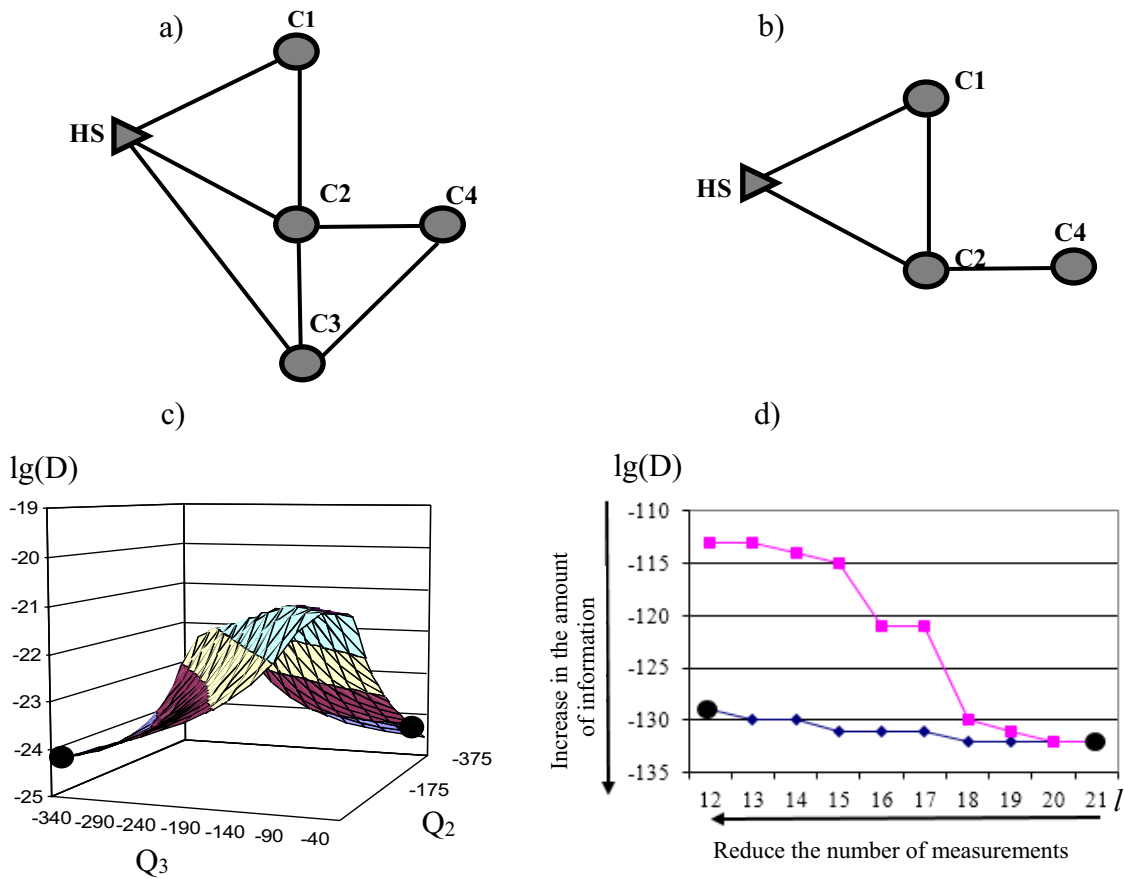 a)
C1
HS
C2
C4
C3
b)
C1
HS
C2
C4
c)
lg(D)
-19
-20
-21
-22
-23
-24
-25
-340 -290 -240 -190 -140 -90 -40
Q3
-375
-175
Q2
d)
lg(D)
Increase in the amount
of information
-110
-115
-120
-125
-130
-135
12 13 14 15 16 17 18 19 20 21 l
Reduce the number of measurements